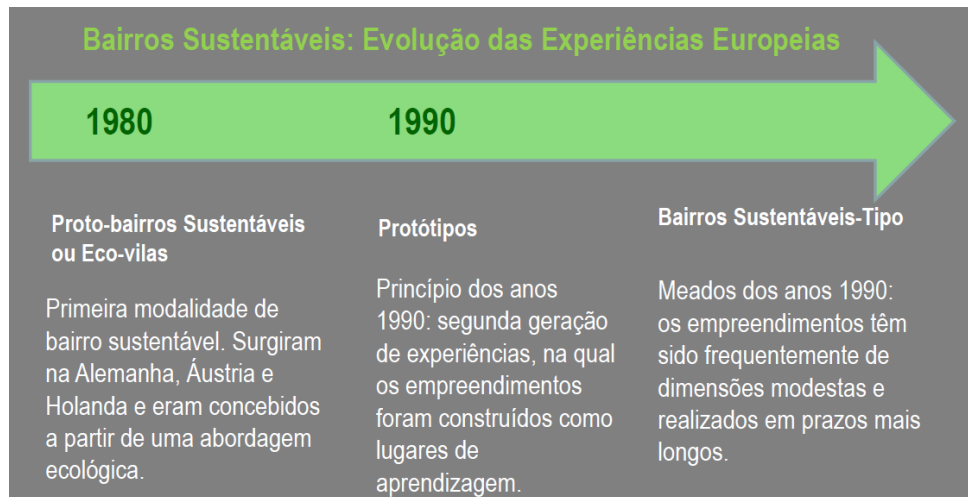 Bairros Sustentáveis: Evolução das Experiências Europeias
1980
1990
Proto-bairros Sustentáveis
ou Eco-vilas
Primeira modalidade de
bairro sustentável. Surgiram
na Alemanha, Áustria e
Holanda e eram concebidos
a partir de uma abordagem
ecológica.
Protótipos
Princípio dos anos
1990: segunda geração
de experiências, na qual
os empreendimentos
foram construídos como
lugares de
aprendizagem.
Bairros Sustentáveis-Tipo
Meados dos anos 1990:
os empreendimentos têm
sido frequentemente de
dimensões modestas e
realizados em prazos mais
longos.